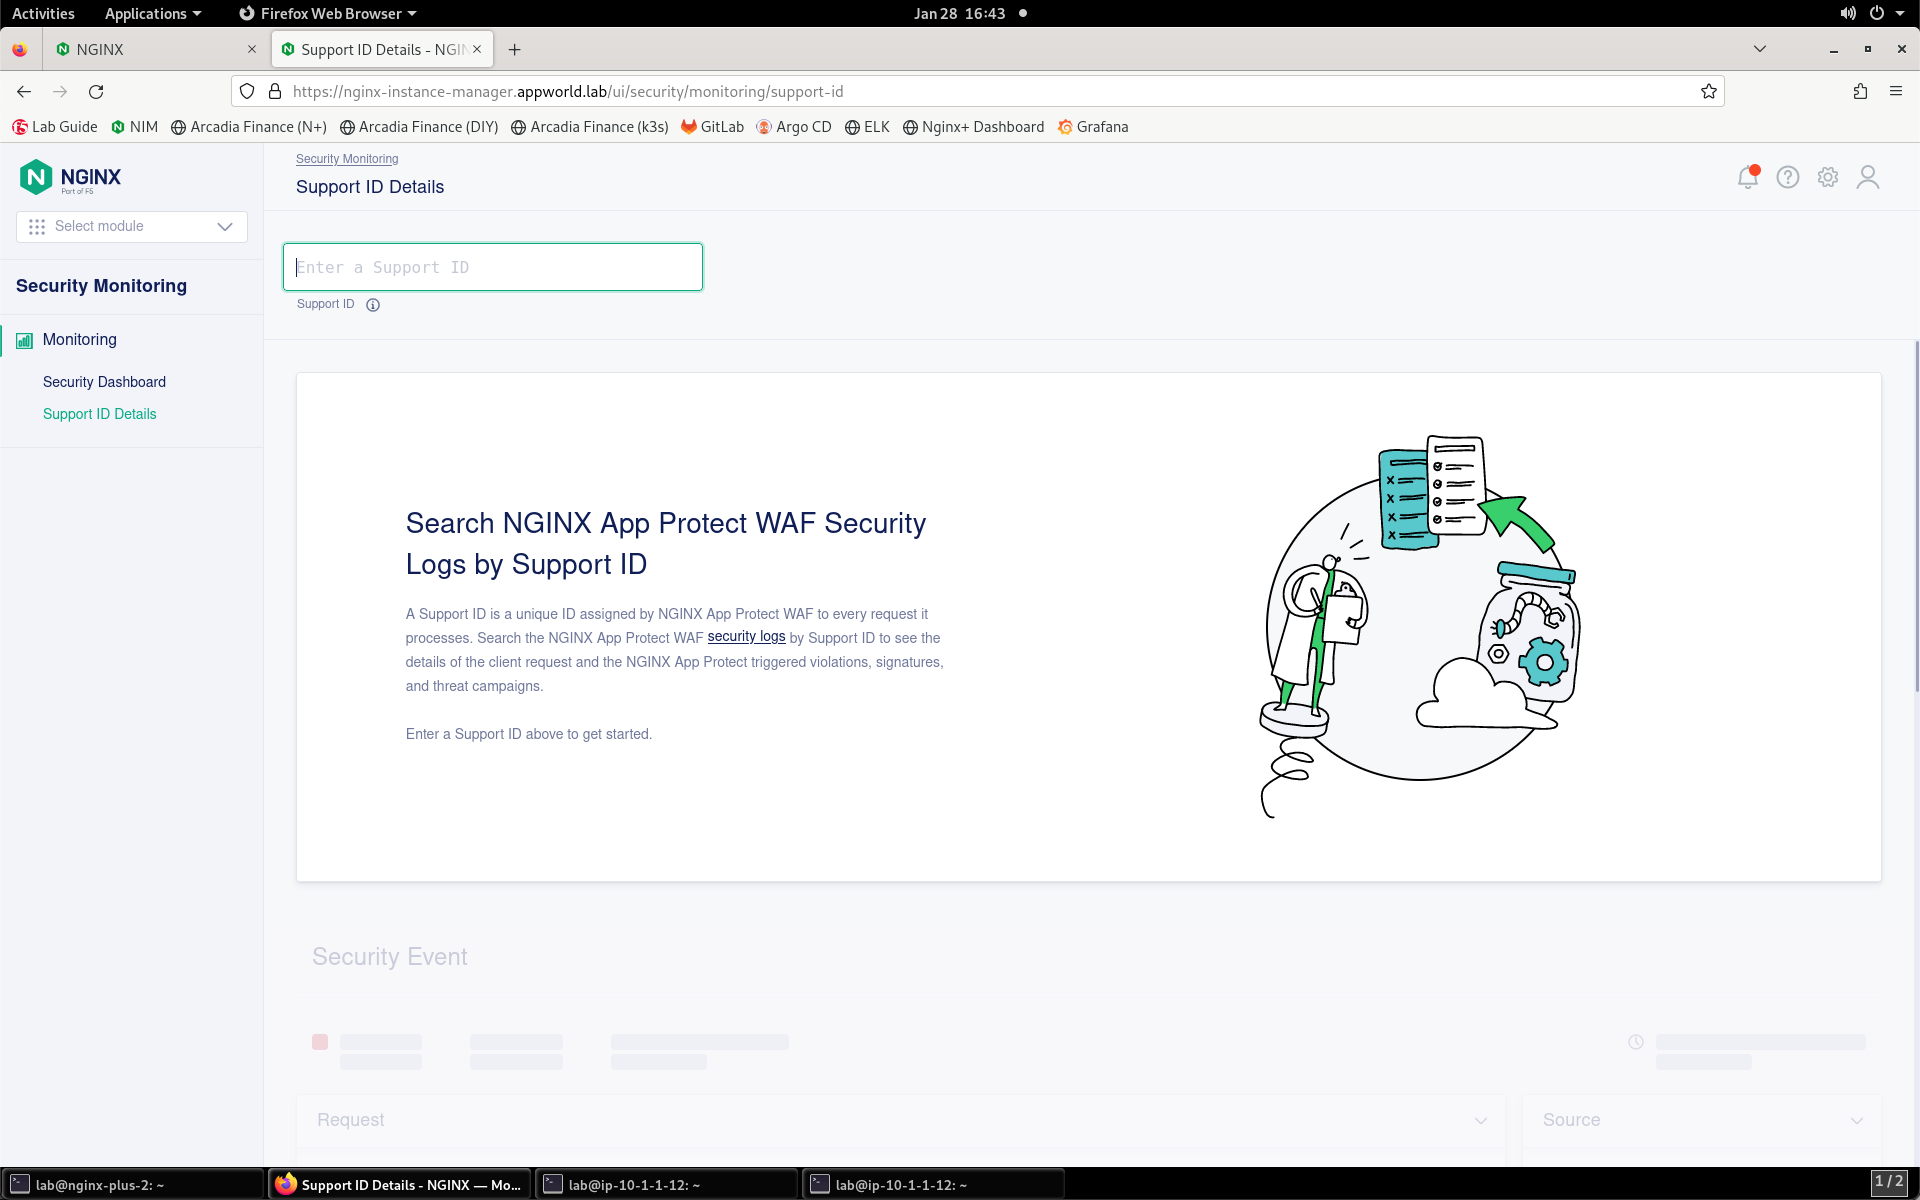 Activities Applications Firefox Web Browser Jan 28 16:43
NGINX Support ID Details - NGIN
https://nginx-instance-manager.appworld.lab/ui/security/monitoring/support-id
Lab Guide NIM Arcadia Finance (N+) Arcadia Finance (DIY) Arcadia Finance (k3s) GitLab Argo CD ELK Nginx+ Dashboard Grafana
NGINX
Part of F5
Select module
Security Monitoring
Monitoring
Security Dashboard
Support ID Details
Security Monitoring
Support ID Details
Enter a Support ID
Support ID
Search NGINX App Protect WAF Security
Logs by Support ID
A Support ID is a unique ID assigned by NGINX App Protect WAF to every request it
processes. Search the NGINX App Protect WAF security logs by Support ID to see the
details of the client request and the NGINX App Protect triggered violations, signatures,
and threat campaigns.
Enter a Support ID above to get started.
Security Event
Request
Source
lab@nginx-plus-2: ~ Support ID Details - NGINX — Mo... lab@ip-10-1-1-12: ~ lab@ip-10-1-1-12: ~ 1 / 2